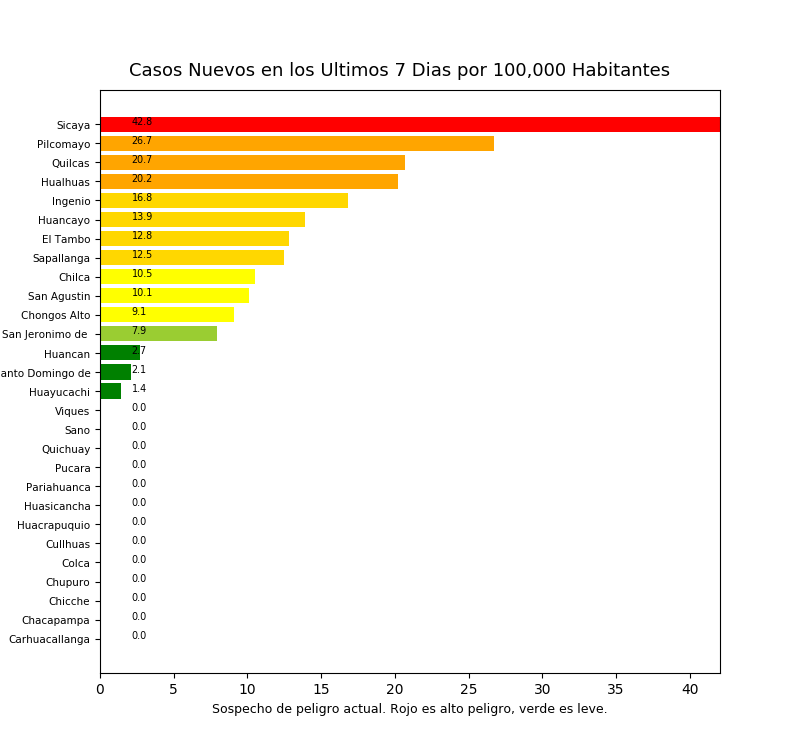 Casos Nuevos en los Ultimos 7 Dias por 100,000 Habitantes
Sicaya 42.8
Pilcomayo 26.7
Quilcas 20.7
Hualhuas 20.2
Ingenio 16.8
Huancayo 13.9
El Tambo 12.8
Sapallanga 12.5
Chilca 10.5
San Agustin 10.1
Chongos Alto 9.1
San Jeronimo de 7.9
Huancan 2.7
anto Domingo de 2.1
Huayucachi 1.4
Viques 0.0
Sano 0.0
Quichuay 0.0
Pucara 0.0
Pariahuanca 0.0
Huasicancha 0.0
Huacrapuquio 0.0
Cullhuas 0.0
Colca 0.0
Chupuro 0.0
Chicche 0.0
Chacapampa 0.0
Carhuacallanga 0.0
0 5 10 15 20 25 30 35 40
Sospecho de peligro actual. Rojo es alto peligro, verde es leve.